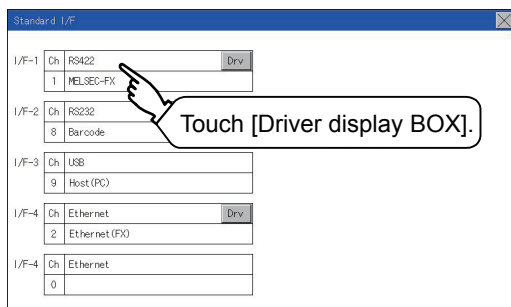 Standard I/F
I/F-1 Ch RS422 Drv
1 MELSEC-FX
I/F-2 Ch RS232
8 Barcode
Touch [Driver display BOX].
I/F-3 Ch USB
9 Host(PC)
I/F-4 Ch Ethernet Drv
2 Ethernet(FX)
I/F-4 Ch Ethernet
0